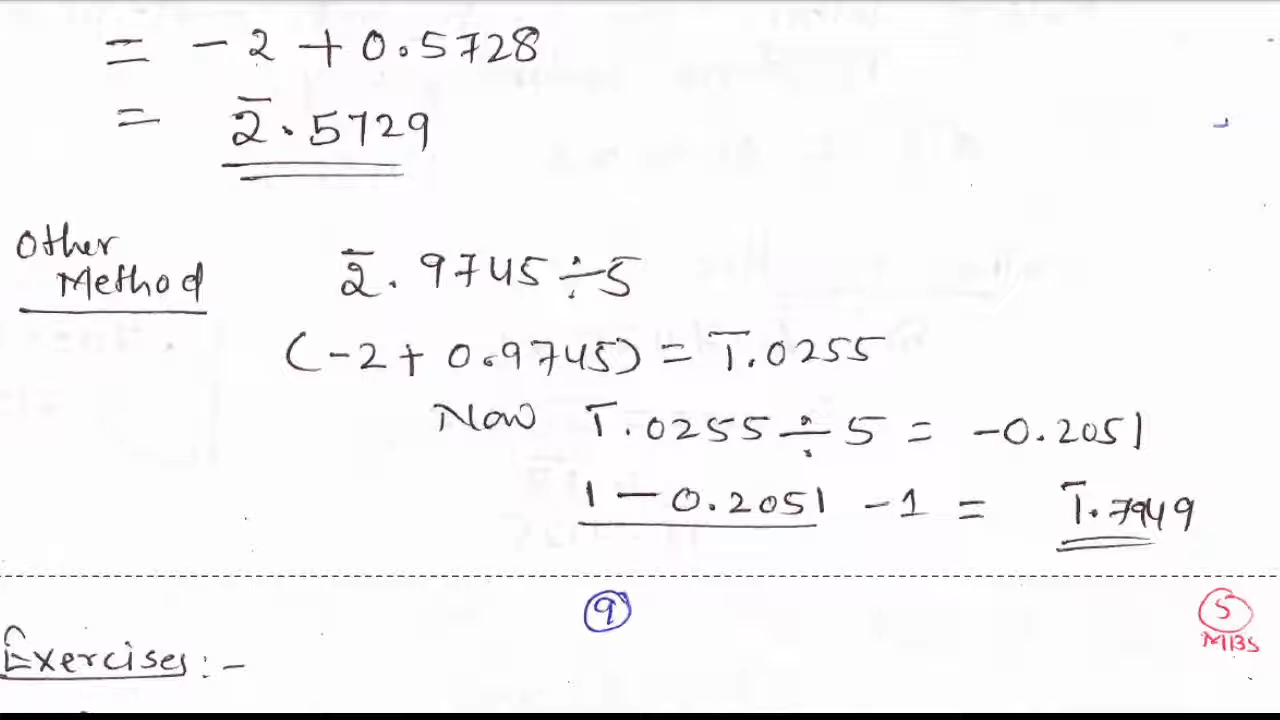 = - 2 + 0.5728
= 2̄.5729
Other Method
2̄.9745 ÷ 5
(-2 + 0.9745) = 1̄.0255
Now 1̄.0255 ÷ 5 = -0.2051
1 - 0.2051 - 1 = 1̄.7949
9
5
MBS
Exercises :-